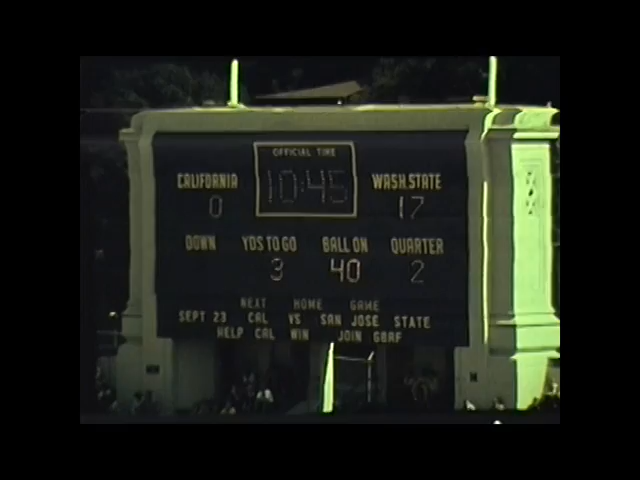 OFFICIAL TIME
CALIFORNIA 10:45 WASH.STATE
0 17
DOWN YDS TO GO BALL ON QUARTER
3 40 2
NEXT HOME GAME
SEPT 23 CAL VS SAN JOSE STATE
HELP CAL WIN JOIN GBAF